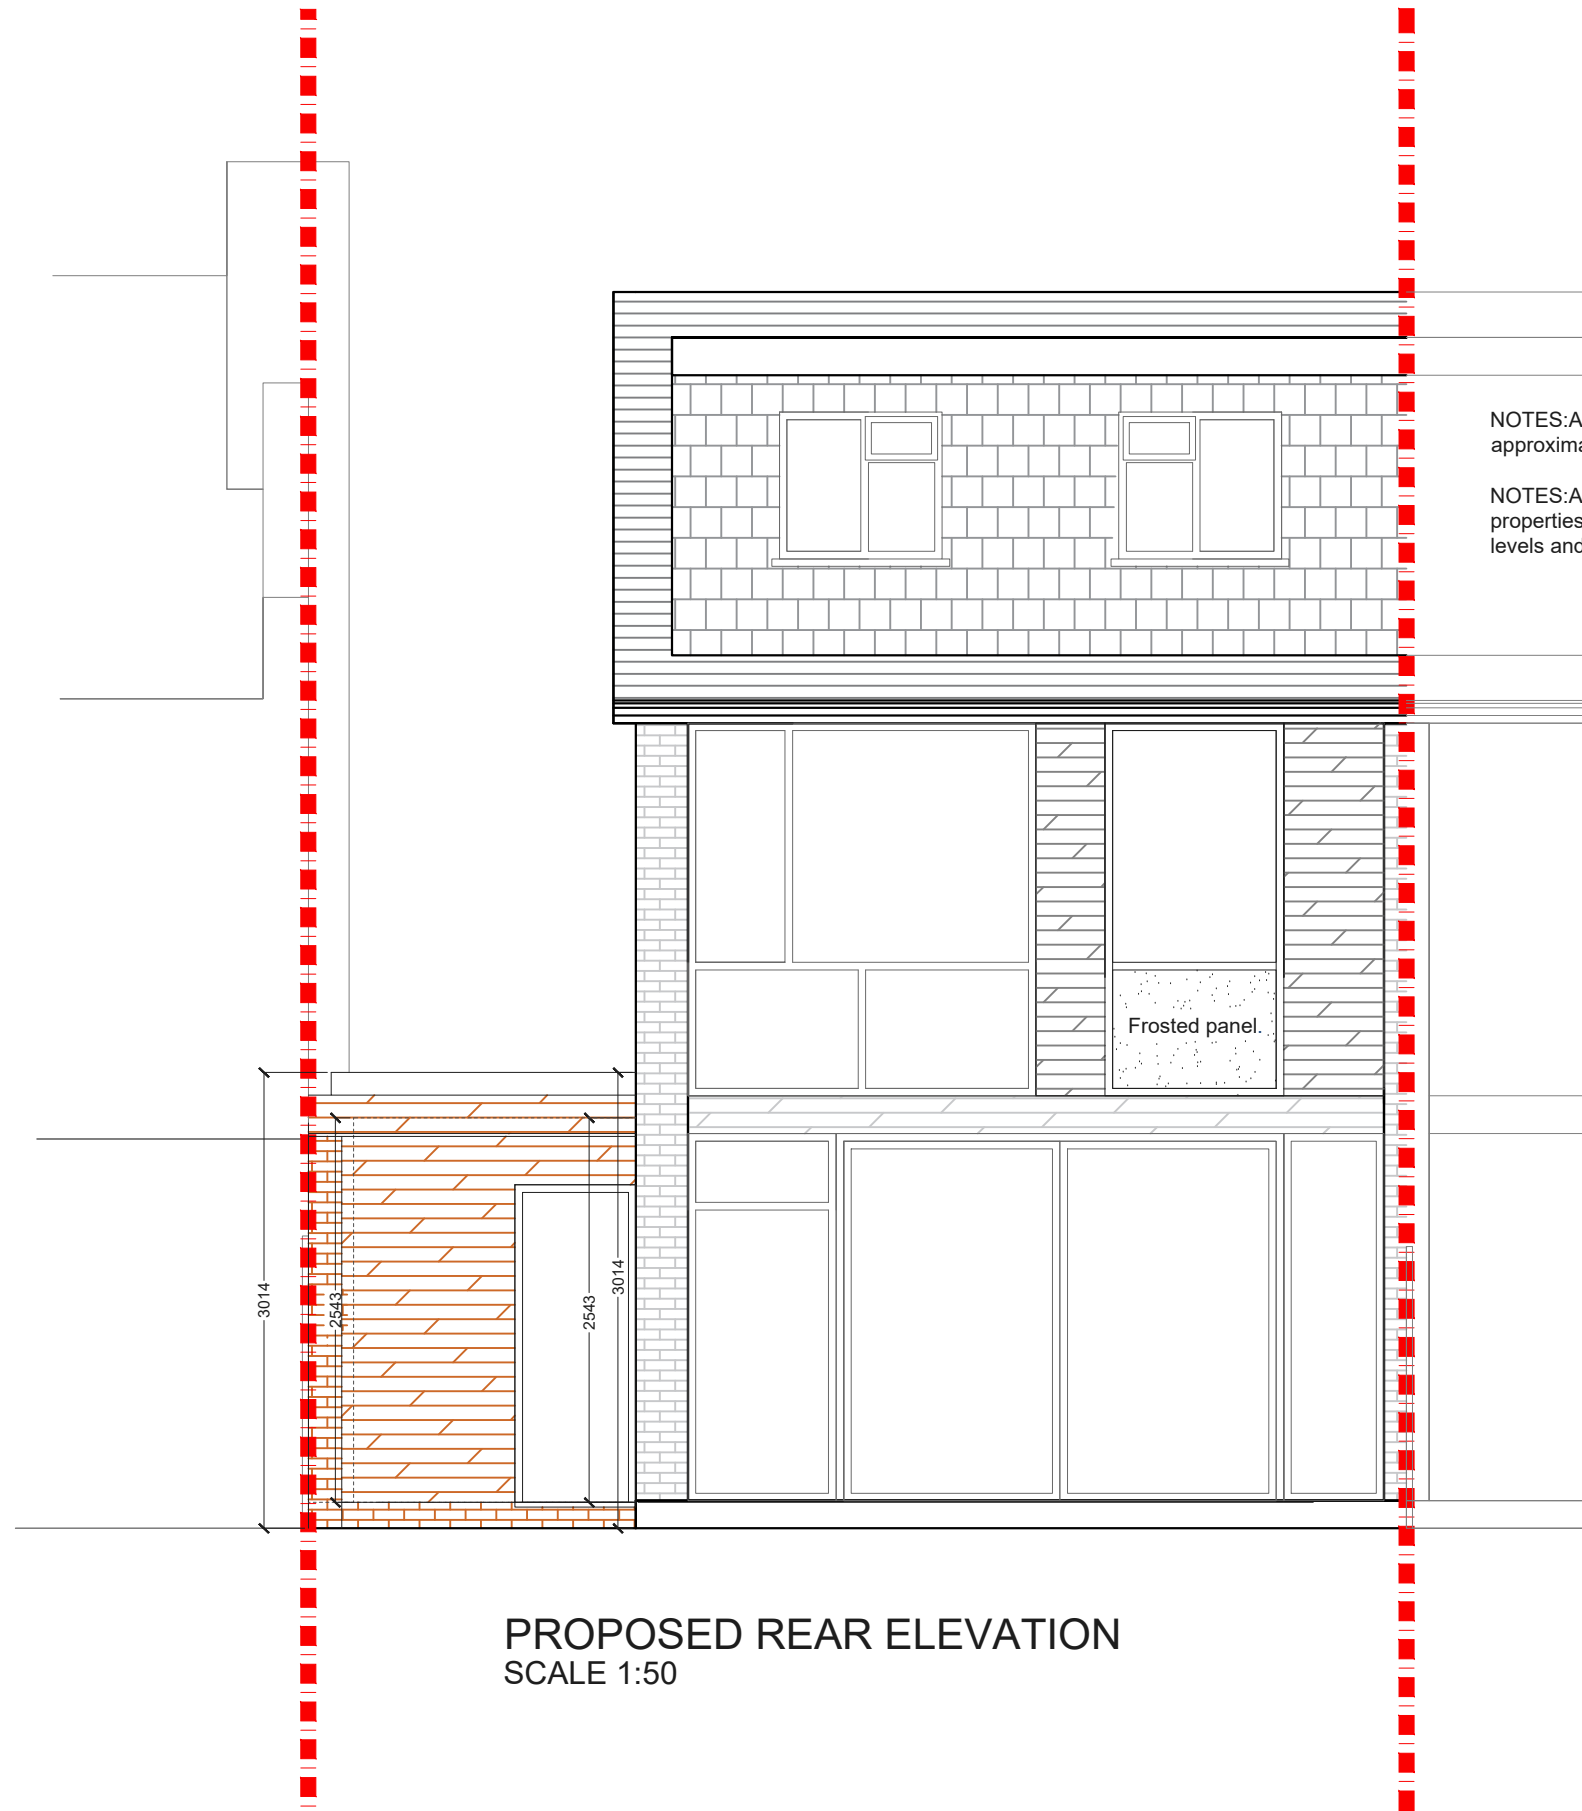 NOTES:A
approxima
NOTES:A
properties
levels and
Frosted panel.
3014
2543
2543
3014
PROPOSED REAR ELEVATION
SCALE 1:50